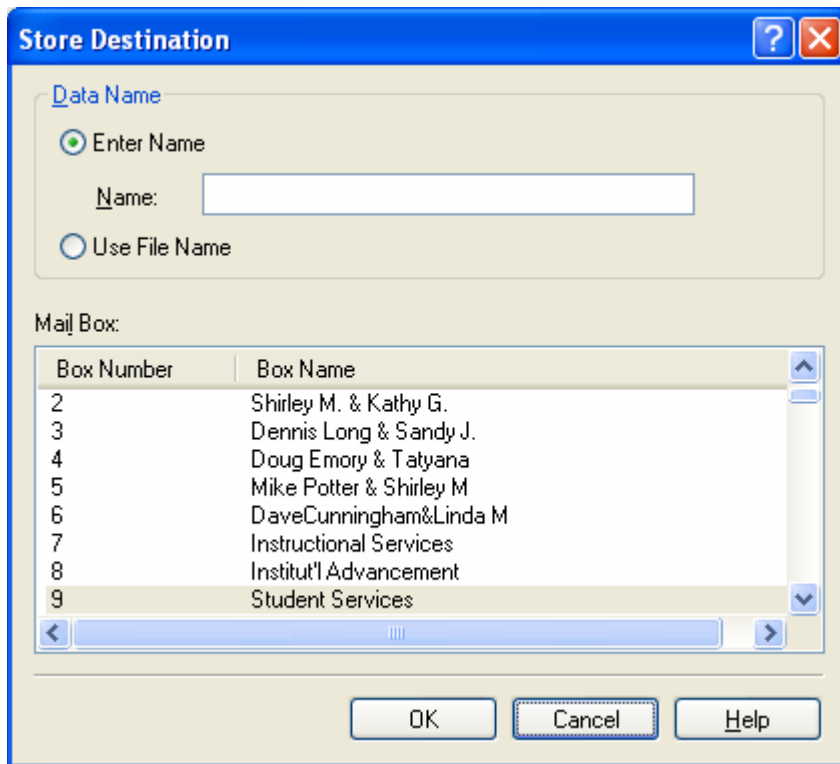 Store Destination
Data Name
Enter Name
Name:
Use File Name
Mail Box:
Box Number Box Name
2 Shirley M. & Kathy G.
3 Dennis Long & Sandy J.
4 Doug Emory & Tatyana
5 Mike Potter & Shirley M
6 DaveCunningham&Linda M
7 Instructional Services
8 Institut'l Advancement
9 Student Services
OK Cancel Help